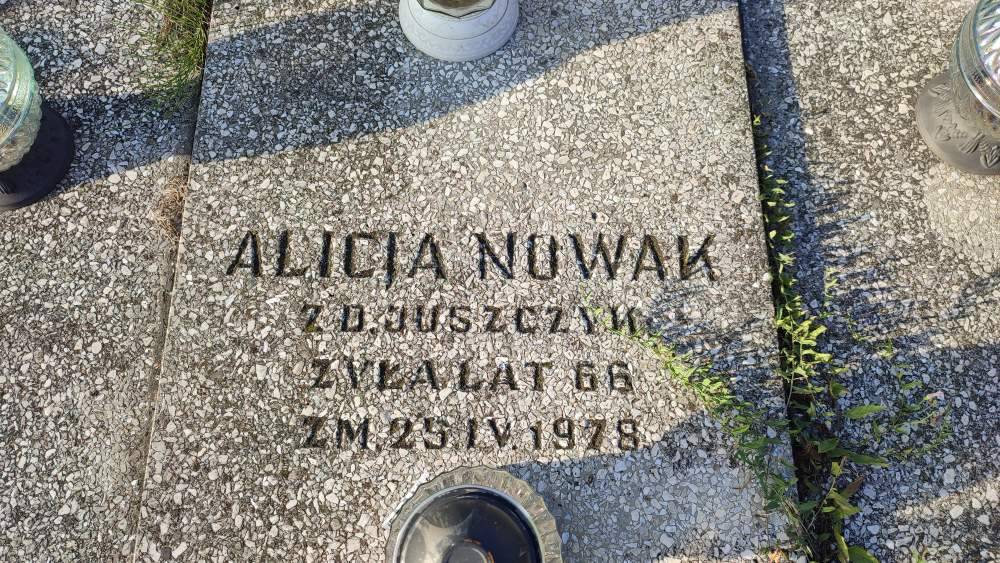 ALICJA NOWAK
Z D. JUSZCZYK
ŻYŁA LAT 66
ZM. 25 IV. 1978